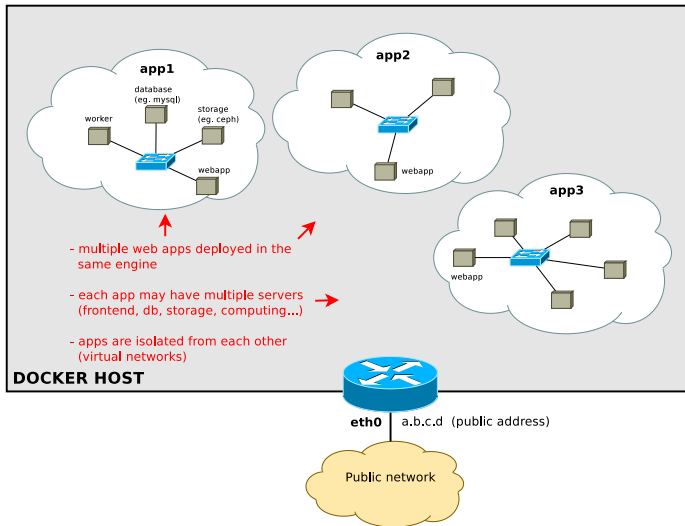 app1
database
(eg. mysql)
worker
storage
(eg. ceph)
webapp
app2
webapp
app3
webapp
- multiple web apps deployed in the
same engine
- each app may have multiple servers
(frontend, db, storage, computing...)
- apps are isolated from each other
(virtual networks)
DOCKER HOST
eth0
a.b.c.d (public address)
Public network